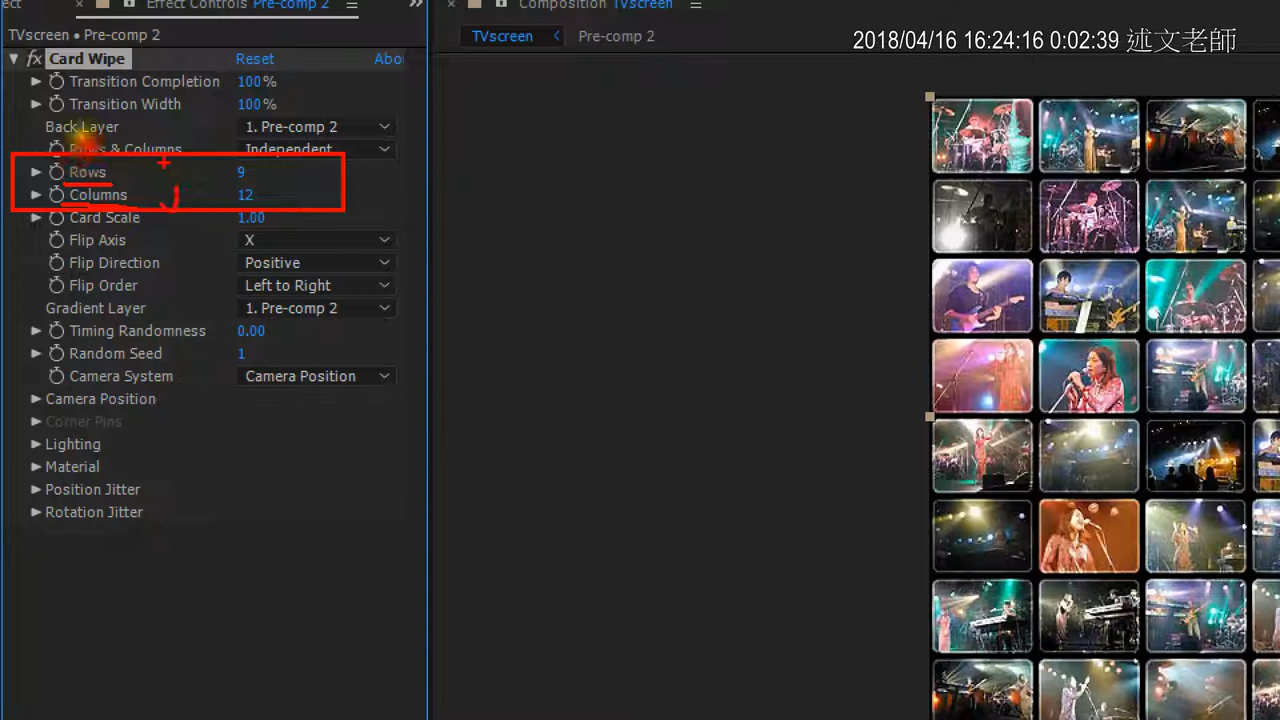 ect × Effect Controls Pre-comp 2 ≡ »
× Composition TVscreen ≡
TVscreen • Pre-comp 2
TVscreen < Pre-comp 2
2018/04/16 16:24:16 0:02:39 述文老師
fx Card Wipe Reset Abo
Transition Completion 100%
Transition Width 100%
Back Layer 1. Pre-comp 2
Rows & Columns Independent
Rows 9
Columns 12
Card Scale 1.00
Flip Axis X
Flip Direction Positive
Flip Order Left to Right
Gradient Layer 1. Pre-comp 2
Timing Randomness 0.00
Random Seed 1
Camera System Camera Position
Camera Position
Corner Pins
Lighting
Material
Position Jitter
Rotation Jitter